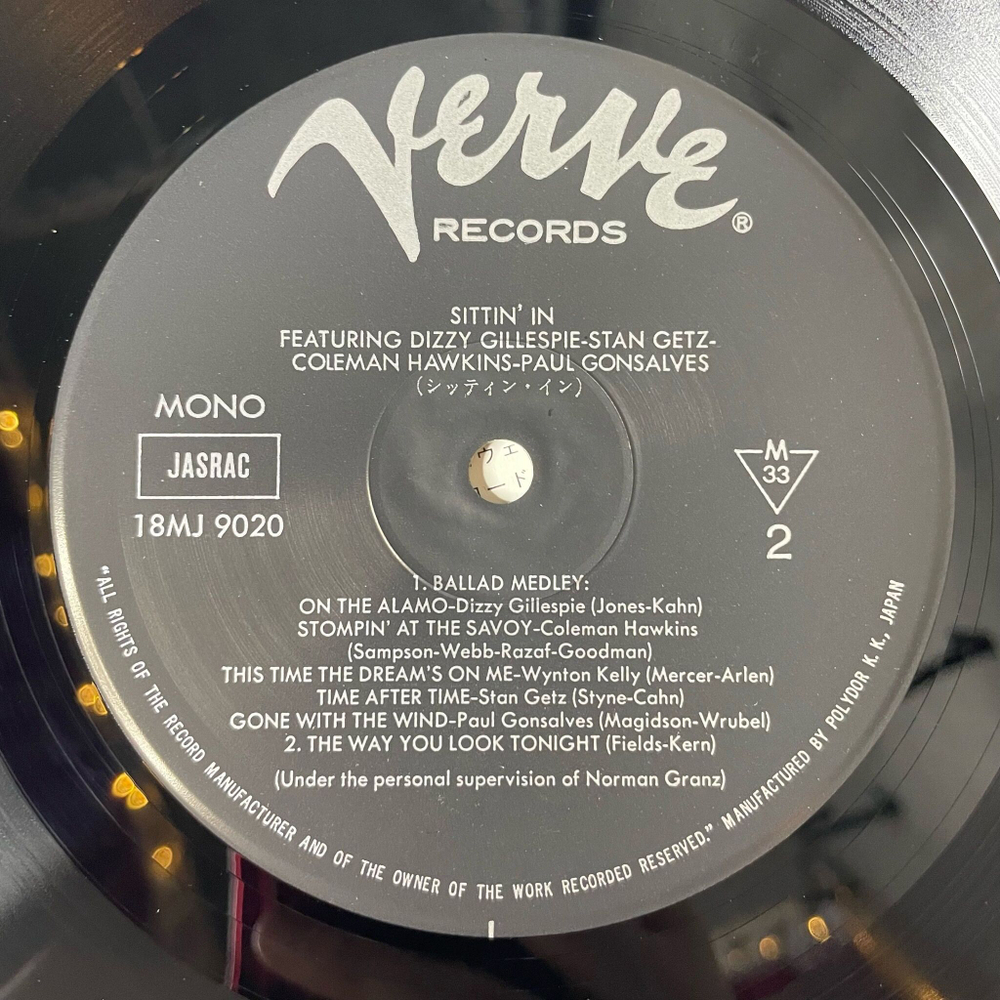 Verve
RECORDS ®
SITTIN' IN
FEATURING DIZZY GILLESPIE-STAN GETZ-
COLEMAN HAWKINS-PAUL GONSALVES
(シッティン・イン)
MONO
JASRAC
18MJ 9020
M
33
2
1. BALLAD MEDLEY:
ON THE ALAMO-Dizzy Gillespie (Jones-Kahn)
STOMPIN' AT THE SAVOY-Coleman Hawkins
(Sampson-Webb-Razaf-Goodman)
THIS TIME THE DREAM'S ON ME-Wynton Kelly (Mercer-Arlen)
TIME AFTER TIME-Stan Getz (Styne-Cahn)
GONE WITH THE WIND-Paul Gonsalves (Magidson-Wrubel)
2. THE WAY YOU LOOK TONIGHT (Fields-Kern)
(Under the personal supervision of Norman Granz)
"ALL RIGHTS OF THE RECORD MANUFACTURER AND OF THE OWNER OF THE WORK RECORDED RESERVED." MANUFACTURED BY POLYDOR K. K., JAPAN